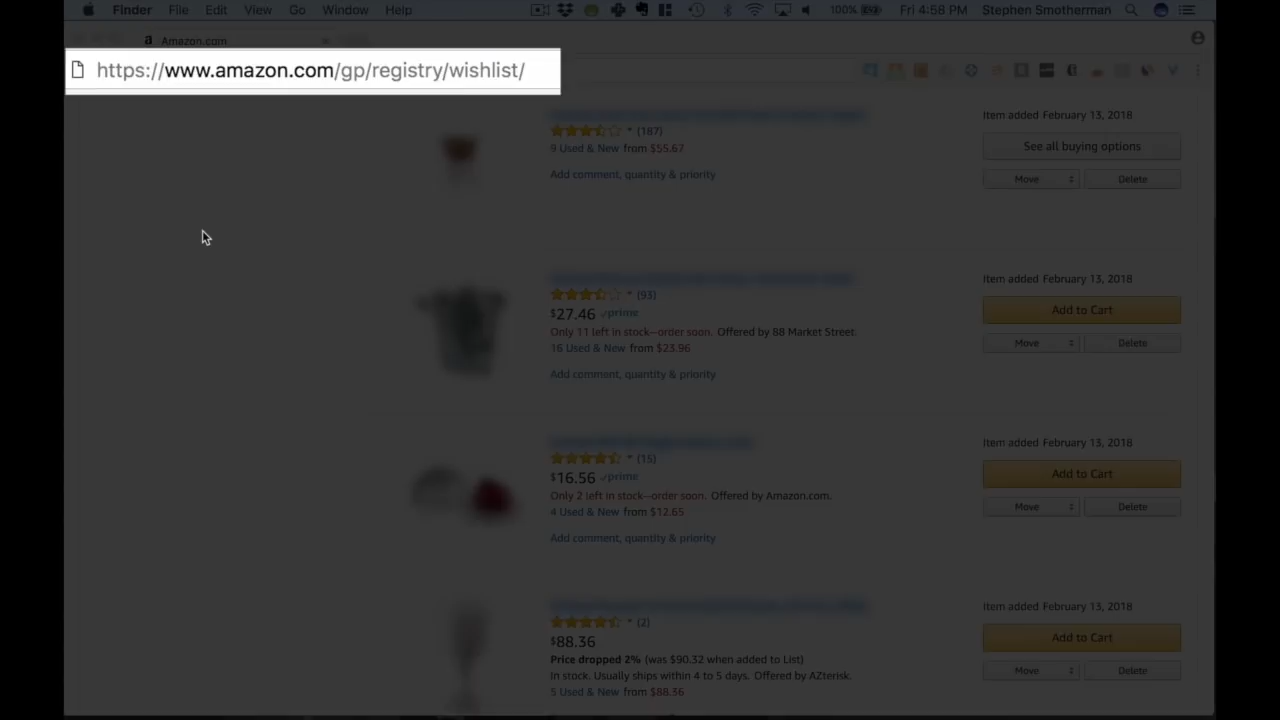 Finder File Edit View Go Window Help 100% Fri 4:58 PM Stephen Smotherman
a Amazon.com
https://www.amazon.com/gp/registry/wishlist/
(187)
9 Used & New from $55.67
Add comment, quantity & priority
Item added February 13, 2018
See all buying options
Move Delete
(93)
$27.46 prime
Only 11 left in stock--order soon. Offered by 88 Market Street.
16 Used & New from $23.96
Add comment, quantity & priority
Item added February 13, 2018
Add to Cart
Move Delete
(15)
$16.56 prime
Only 2 left in stock--order soon. Offered by Amazon.com.
4 Used & New from $12.65
Add comment, quantity & priority
Item added February 13, 2018
Add to Cart
Move Delete
(2)
$88.36
Price dropped 2% (was $90.32 when added to List)
In stock. Usually ships within 4 to 5 days. Offered by AZterisk.
5 Used & New from $88.36
Item added February 13, 2018
Add to Cart
Move Delete